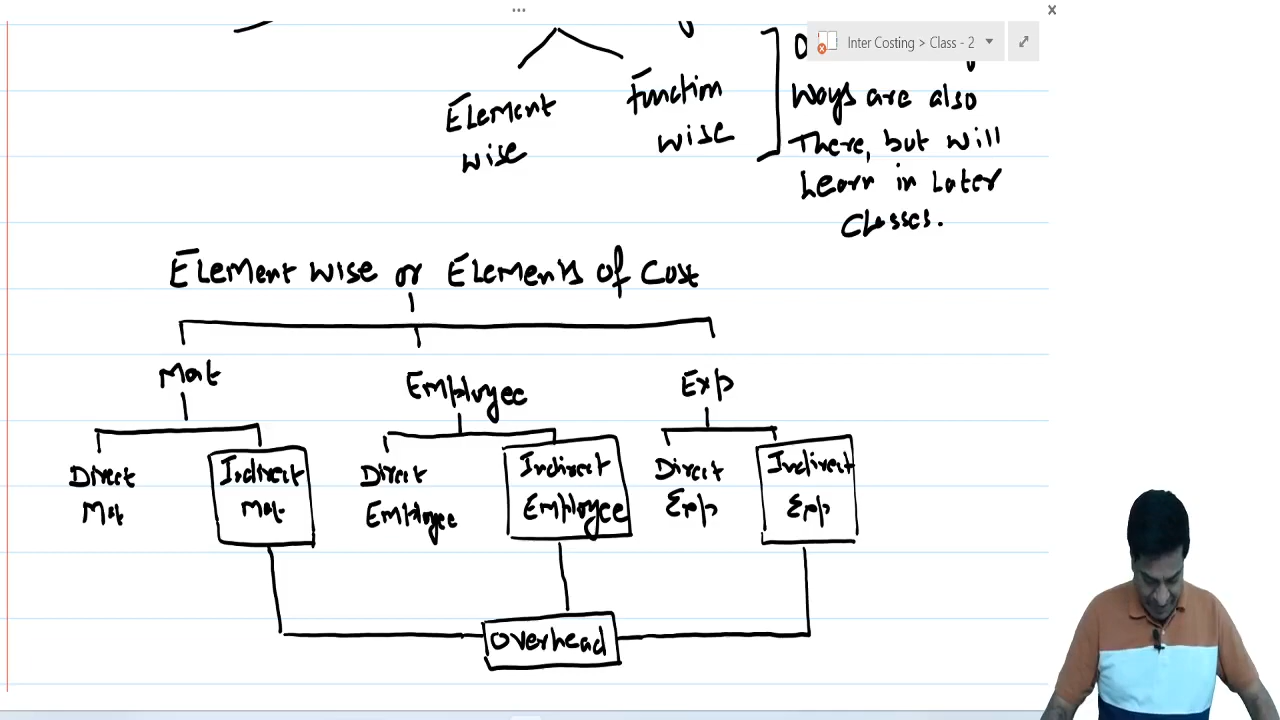 Inter Costing > Class - 2
Element
wise
Function
wise
Ways are also
There, but will
Learn in Later
Classes.
Element wise or Elements of Cost
Mat
Employee
Exp
Direct
Mat
Indirect
Mat
Direct
Employee
Indirect
Employee
Direct
Exp
Indirect
Exp
Overhead